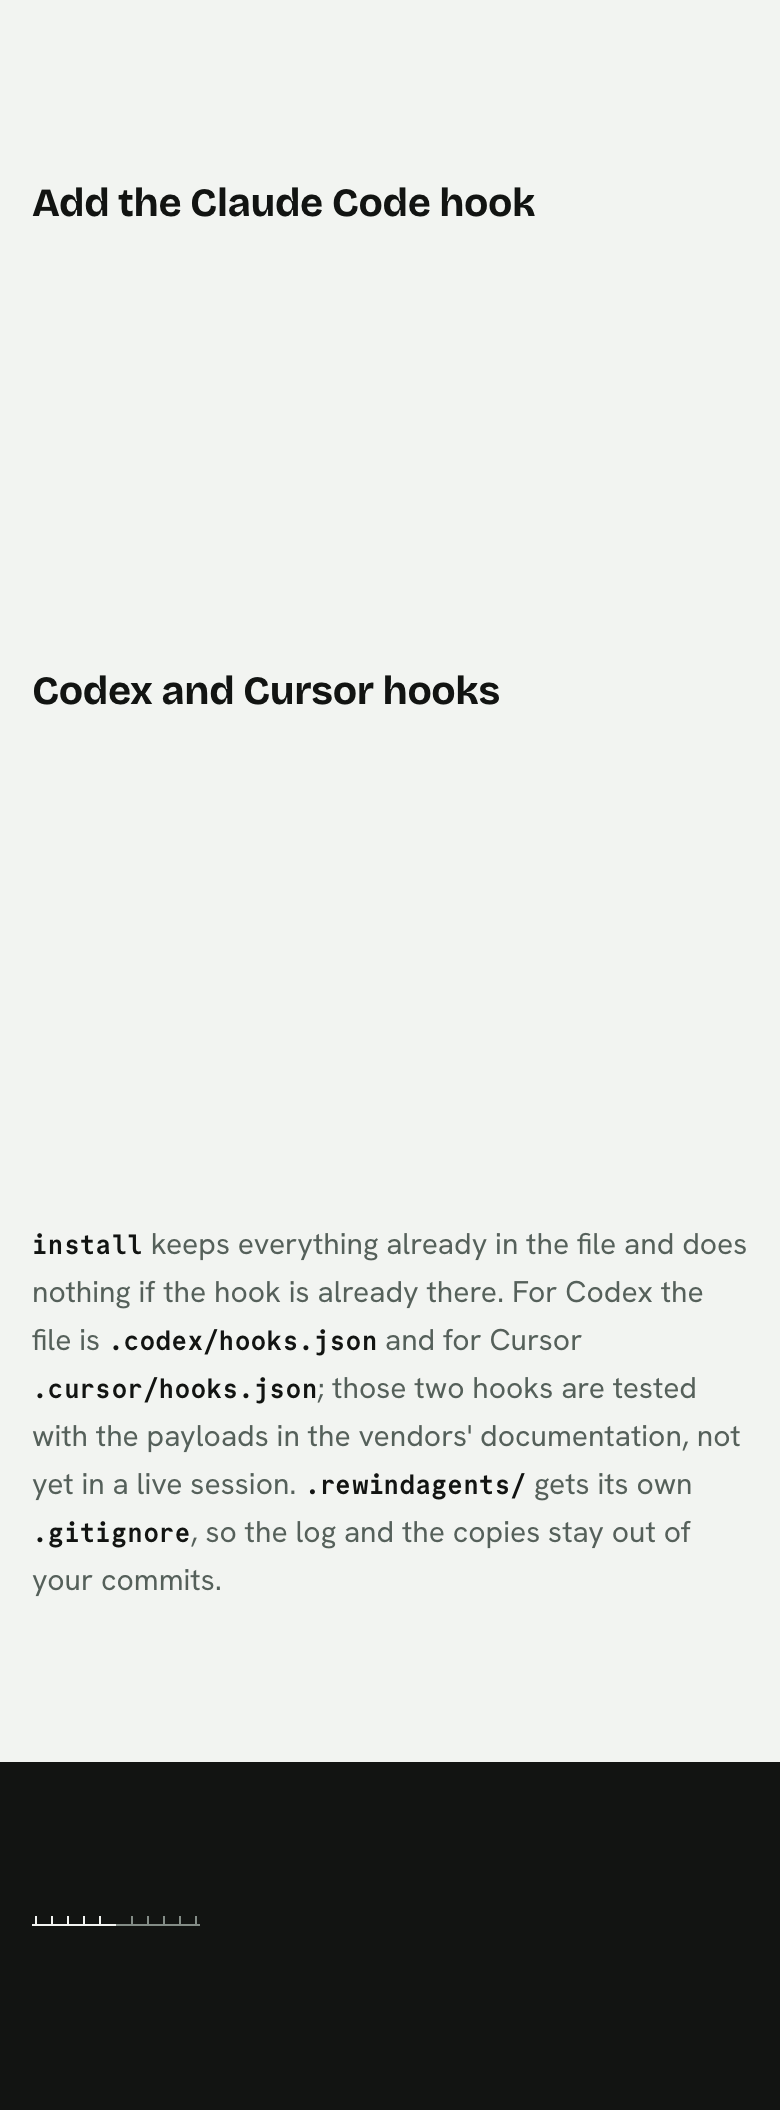 Add the Claude Code hook
Codex and Cursor hooks
install keeps everything already in the file and does
nothing if the hook is already there. For Codex the
file is .codex/hooks.json and for Cursor
.cursor/hooks.json; those two hooks are tested
with the payloads in the vendors' documentation, not
yet in a live session. .rewindagents/ gets its own
.gitignore, so the log and the copies stay out of
your commits.